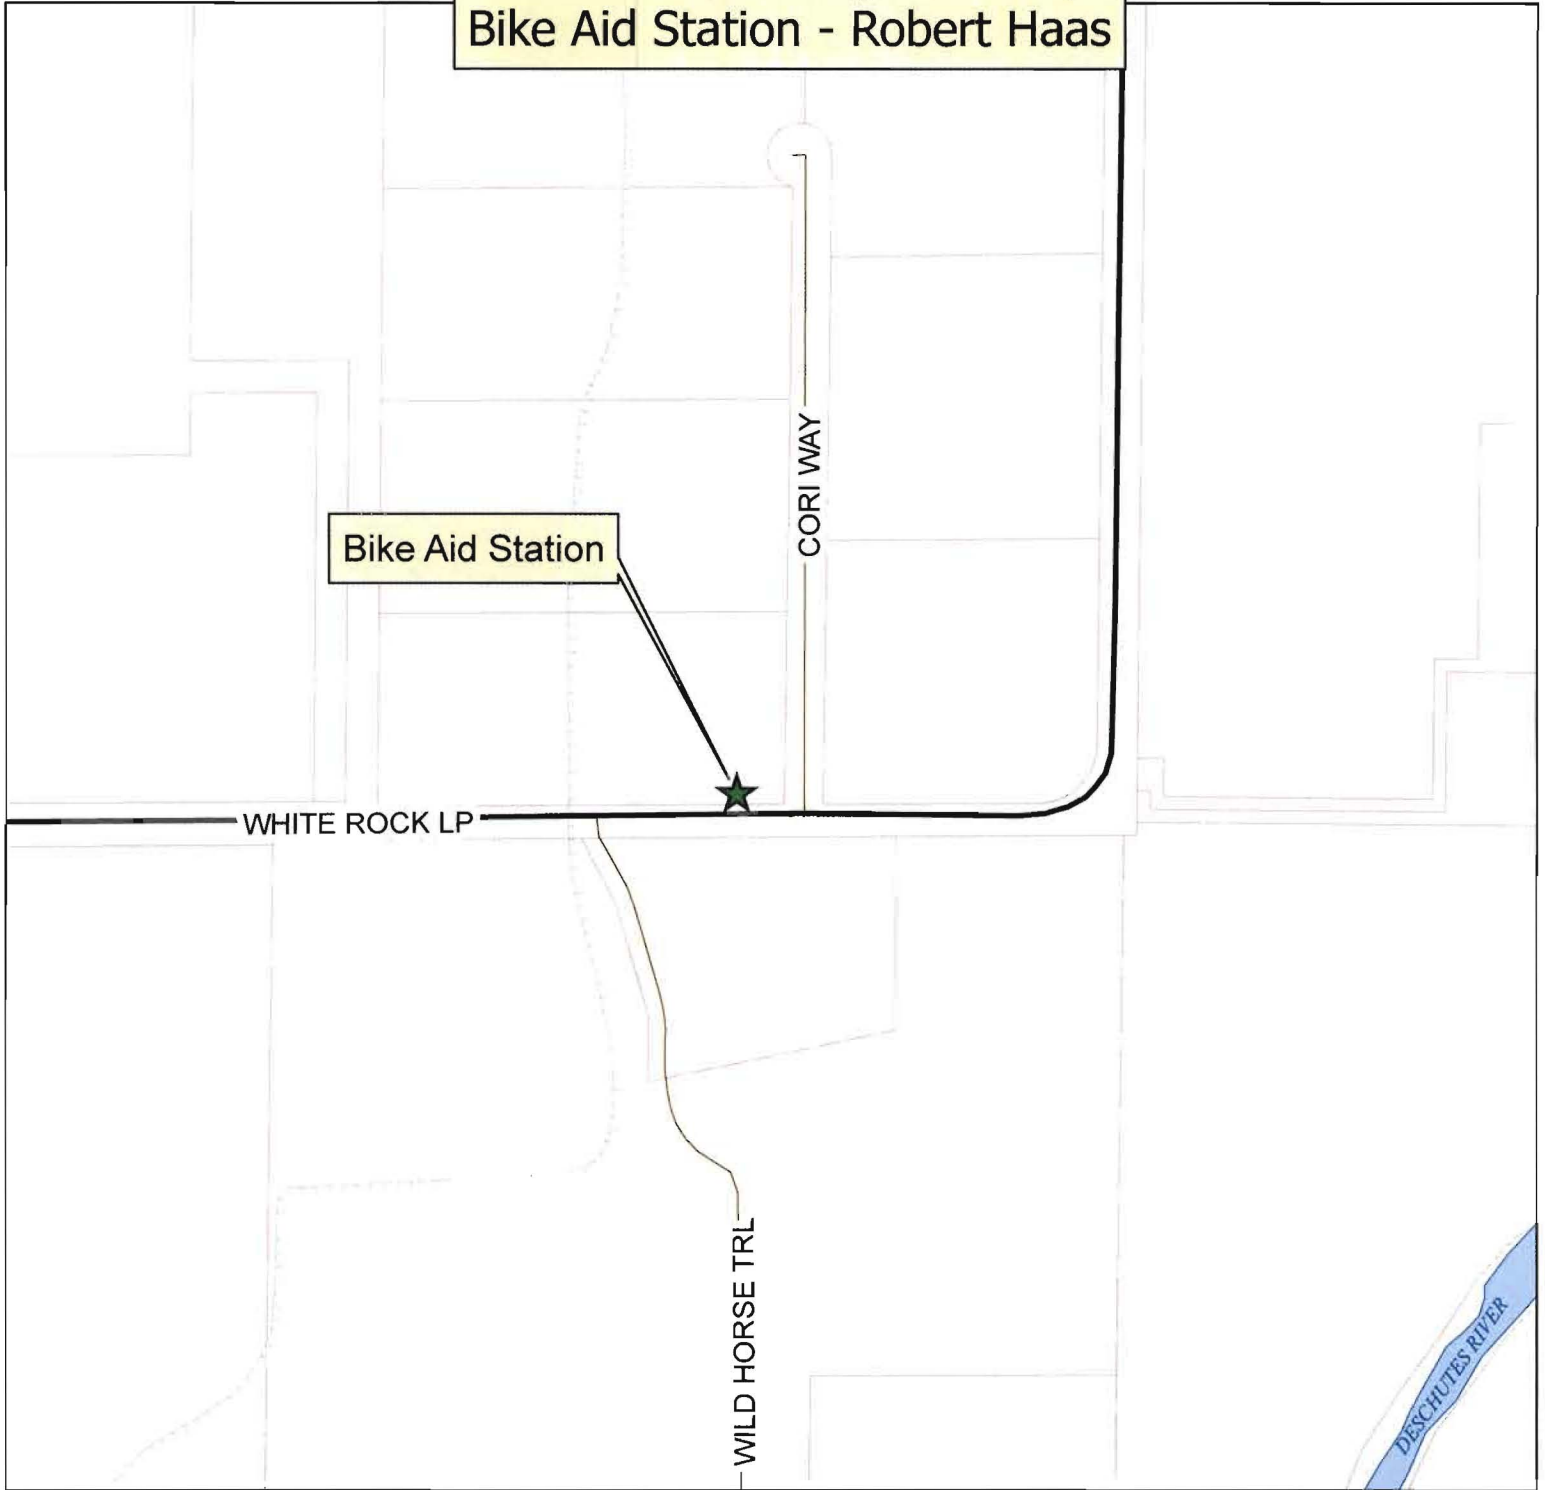 Bike Aid Station - Robert Haas
CORI WAY
Bike Aid Station
WHITE ROCK LP
WILD HORSE TRL
DESCHUTES RIVER